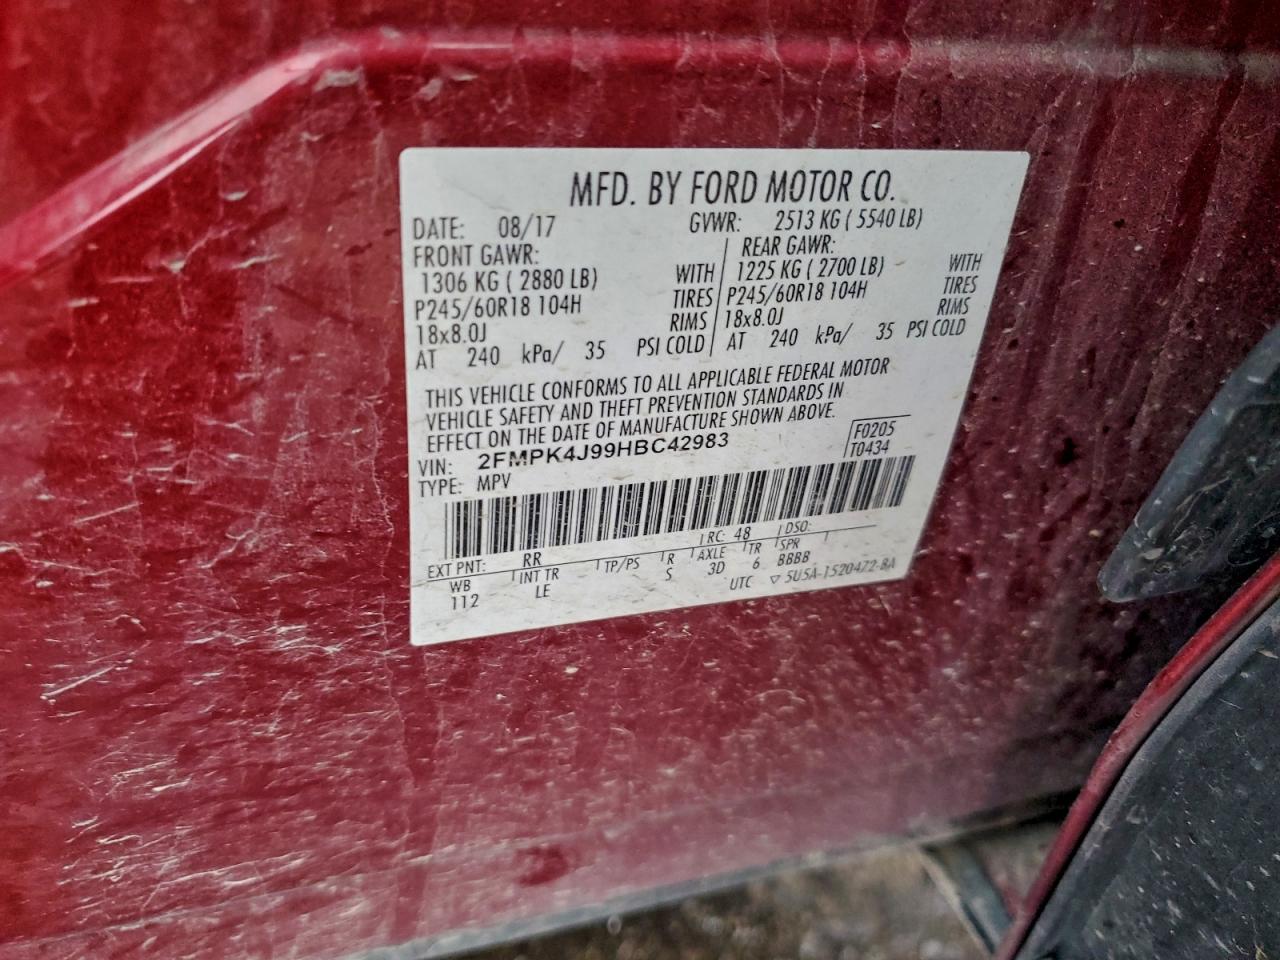 MFD. BY FORD MOTOR CO.
DATE: 08/17 GVWR: 2513 KG ( 5540 LB)
FRONT GAWR: REAR GAWR:
1306 KG ( 2880 LB) WITH 1225 KG ( 2700 LB) WITH
P245/60R18 104H TIRES P245/60R18 104H TIRES
18x8.0J RIMS 18x8.0J RIMS
AT 240 kPa/ 35 PSI COLD AT 240 kPa/ 35 PSI COLD
THIS VEHICLE CONFORMS TO ALL APPLICABLE FEDERAL MOTOR
VEHICLE SAFETY AND THEFT PREVENTION STANDARDS IN
EFFECT ON THE DATE OF MANUFACTURE SHOWN ABOVE.
VIN: 2FMPK4J99HBC42983 F0205
TYPE: MPV T0434
EXT PNT: RR RC: 48 DSO:
WB INT TR TP/PS R AXLE TR SPR
112 LE S 3D 6 BBBB
UTC ▽ 5U5A-1520472-BA